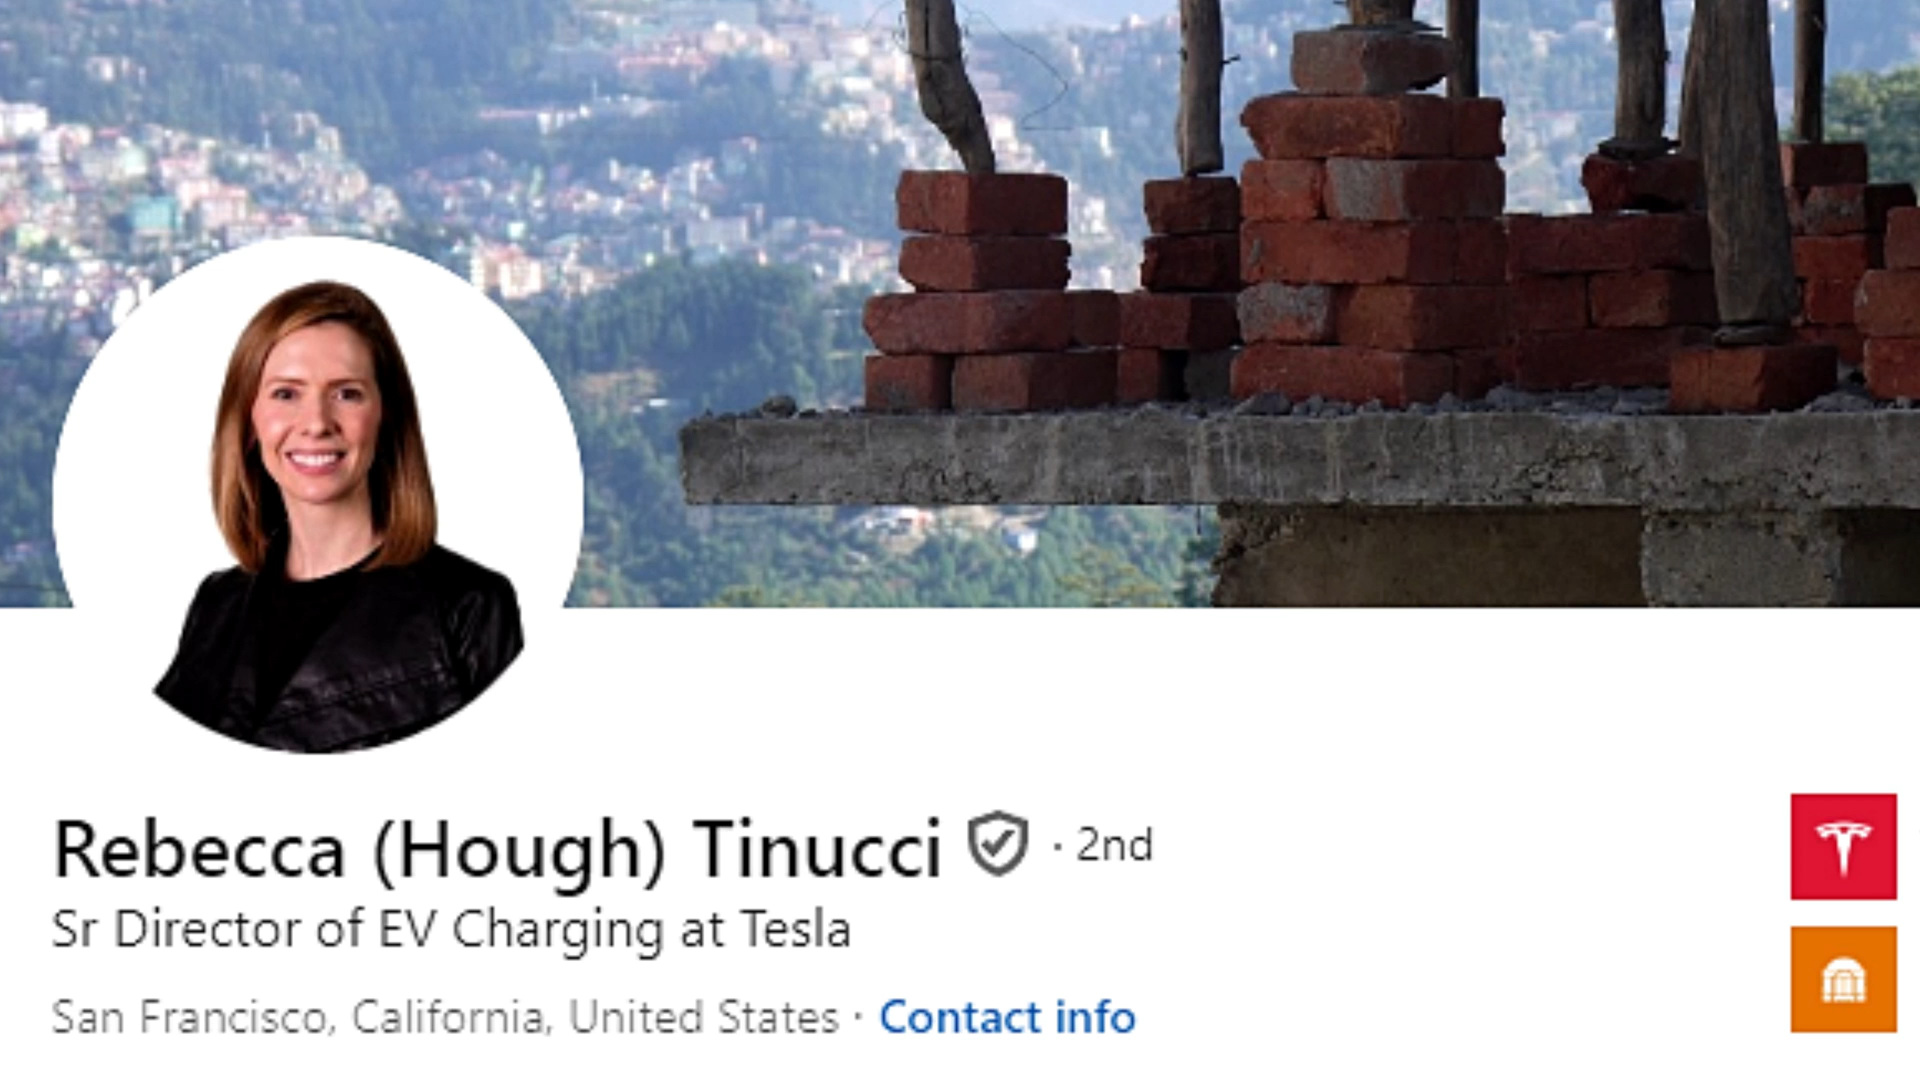 Rebecca (Hough) Tinucci · 2nd
Sr Director of EV Charging at Tesla
San Francisco, California, United States · Contact info